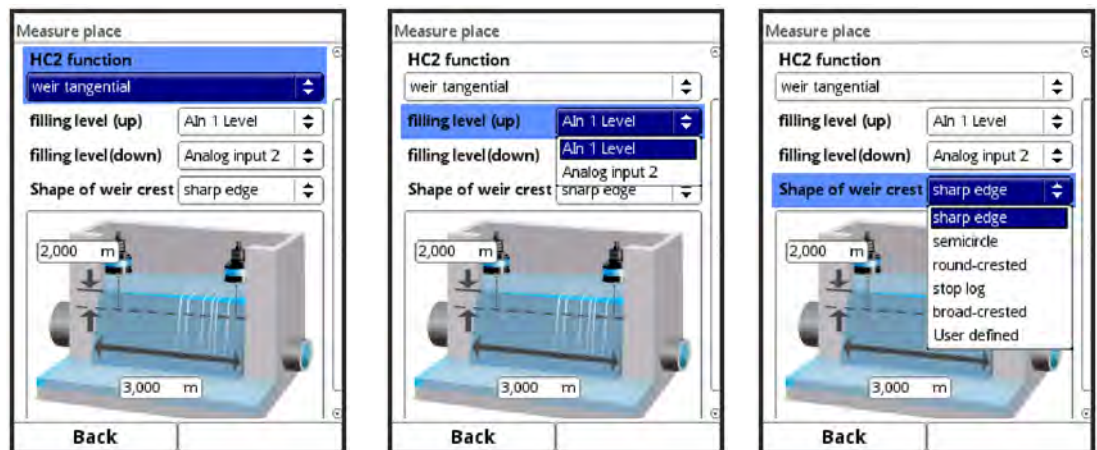 Measure place
HC2 function
weir tangential
filling level (up) AIn 1 Level
filling level(down) Analog input 2
Shape of weir crest sharp edge
2,000 m
3,000 m
Back
Measure place
HC2 function
weir tangential
filling level (up) AIn 1 Level
AIn 1 Level
filling level(down)
Analog input 2
Shape of weir crest sharp edge
2,000 m
3,000 m
Back
Measure place
HC2 function
weir tangential
filling level (up) AIn 1 Level
filling level(down) Analog input 2
Shape of weir crest sharp edge
sharp edge
semicircle
round-crested
stop log
broad-crested
User defined
2,000 m
3,000 m
Back